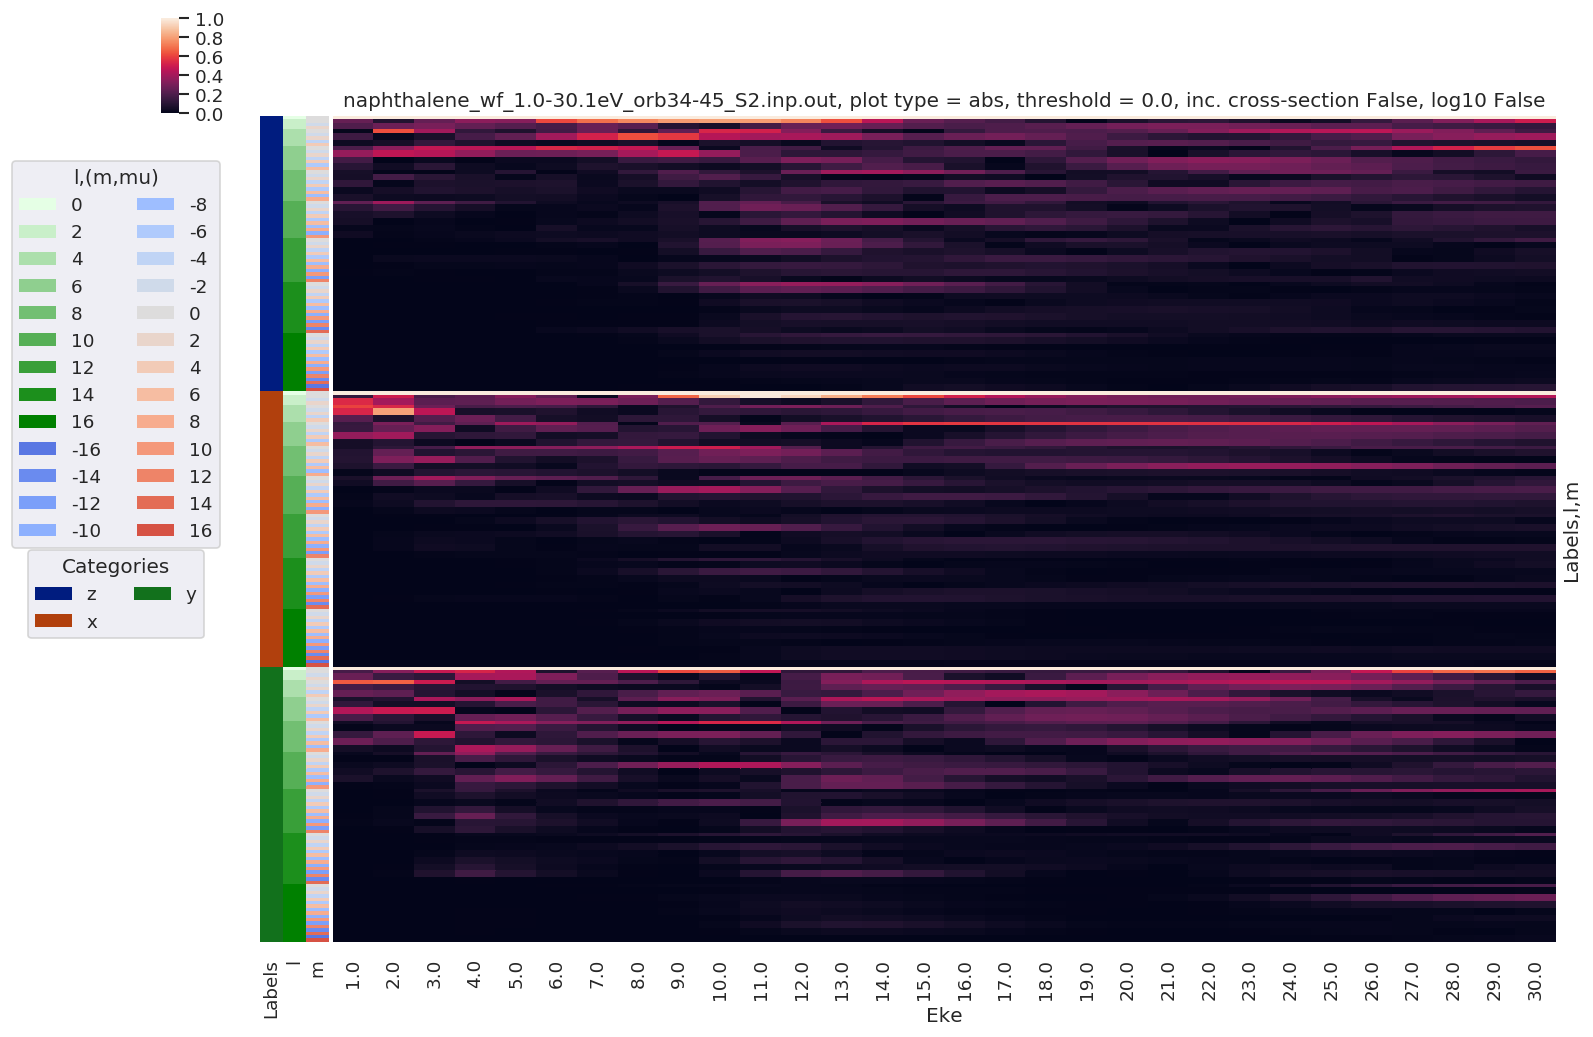 1.0
0.8
0.6
0.4
0.2
0.0
naphthalene_wf_1.0-30.1eV_orb34-45_S2.inp.out, plot type = abs, threshold = 0.0, inc. cross-section False, log10 False
l,(m,mu)
0 -8
2 -6
4 -4
6 -2
8 0
10 2
12 4
14 6
16 8
-16 10
-14 12
-12 14
-10 16
Categories
z y
x
Labels,l,m
Labels l m 1.0 2.0 3.0 4.0 5.0 6.0 7.0 8.0 9.0 10.0 11.0 12.0 13.0 14.0 15.0 16.0 17.0 18.0 19.0 20.0 21.0 22.0 23.0 24.0 25.0 26.0 27.0 28.0 29.0 30.0
Eke